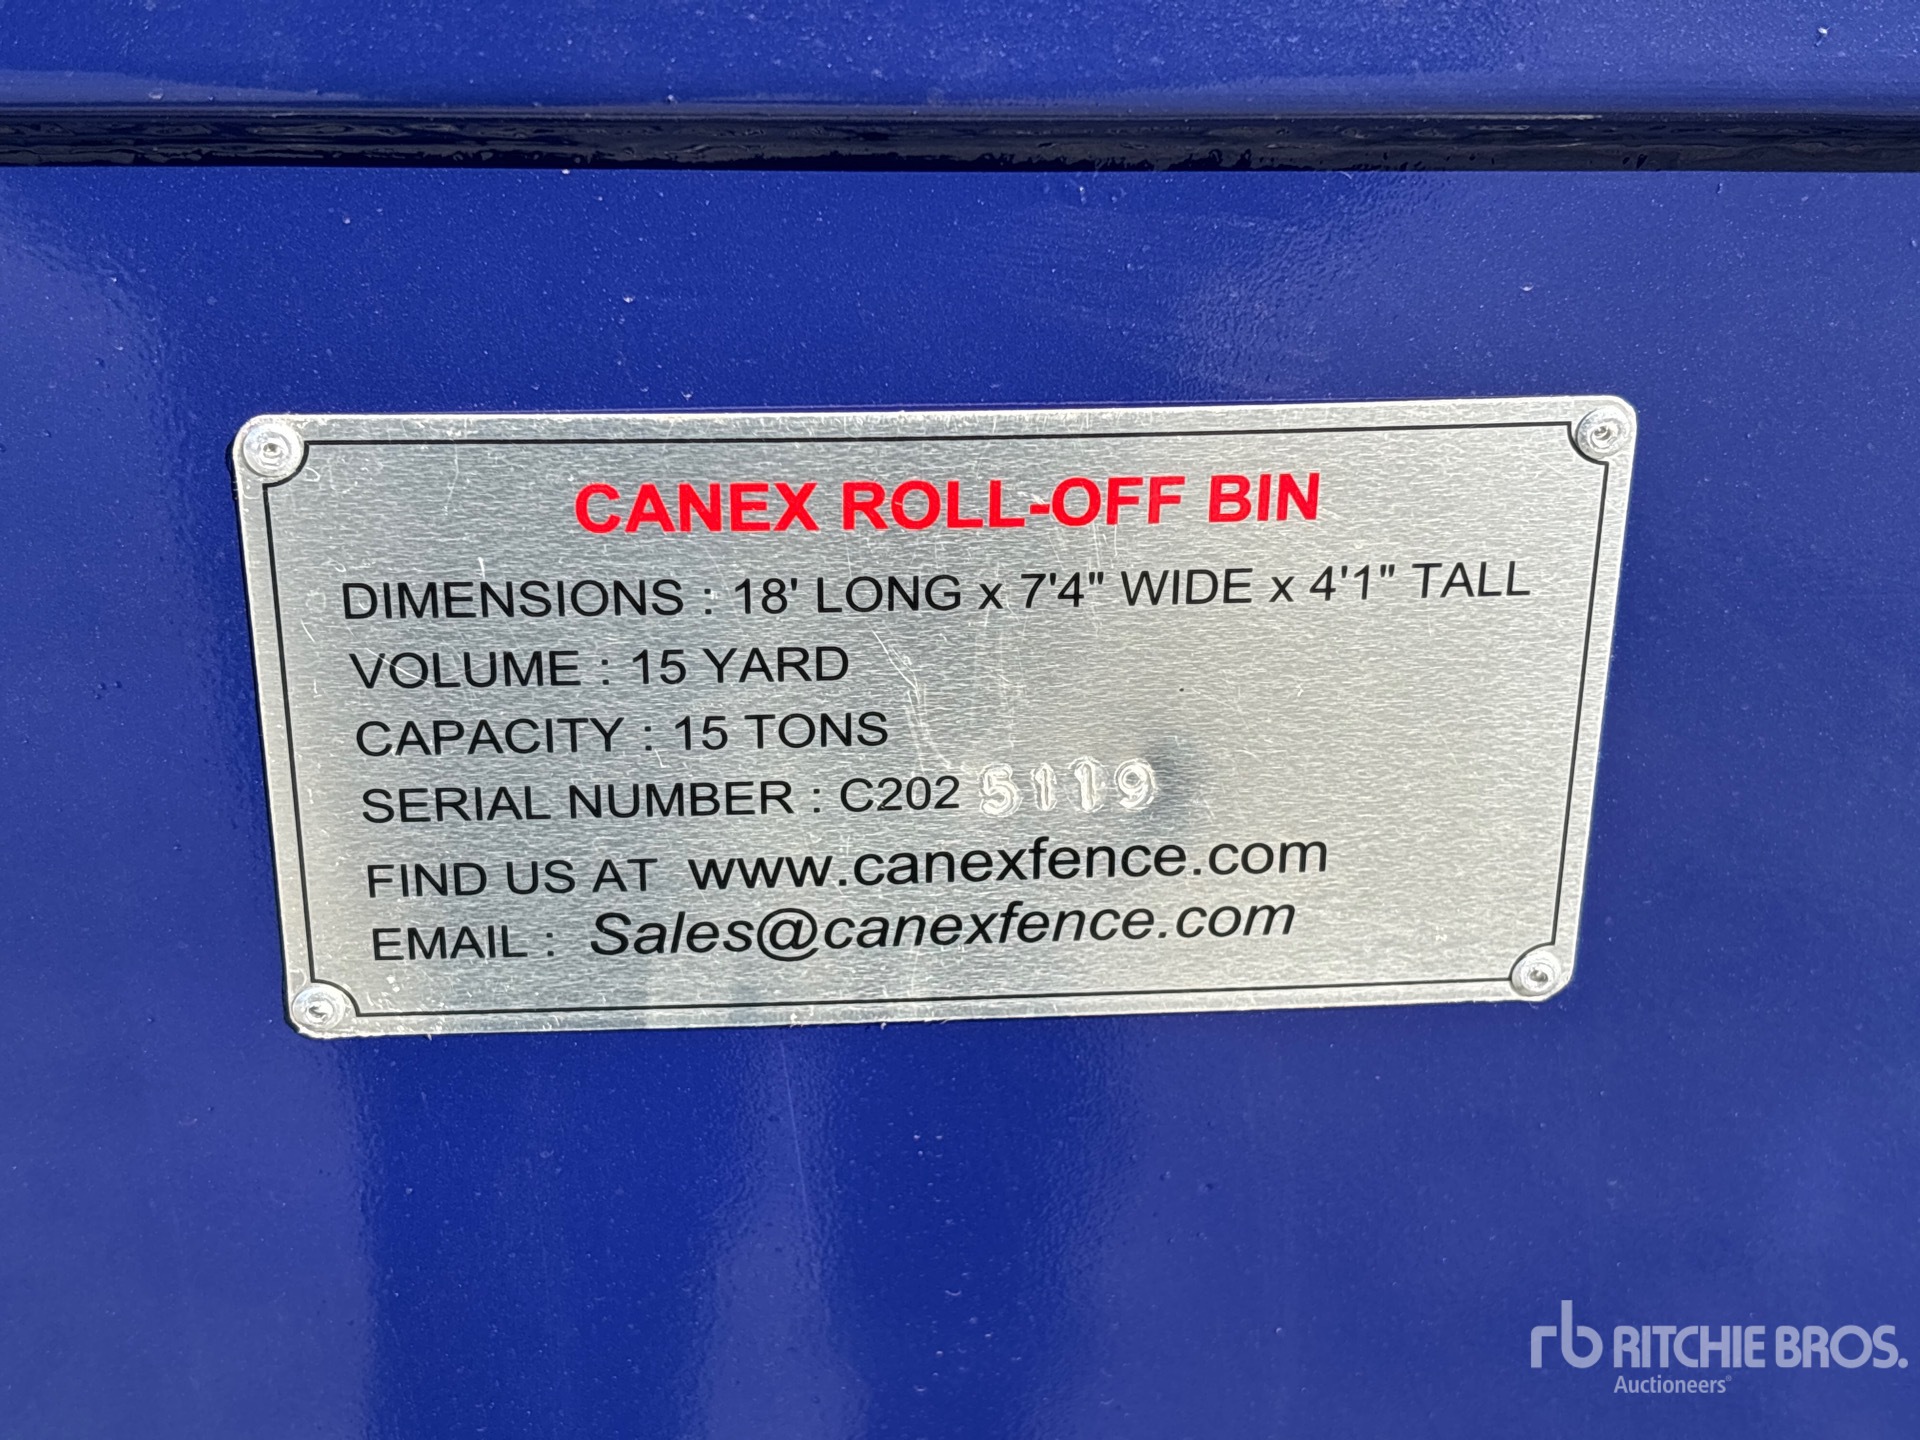 CANEX ROLL-OFF BIN
DIMENSIONS : 18' LONG x 7'4" WIDE x 4'1" TALL
VOLUME : 15 YARD
CAPACITY : 15 TONS
SERIAL NUMBER : C202 5119
FIND US AT www.canexfence.com
EMAIL : Sales@canexfence.com
rb RITCHIE BROS.
Auctioneers